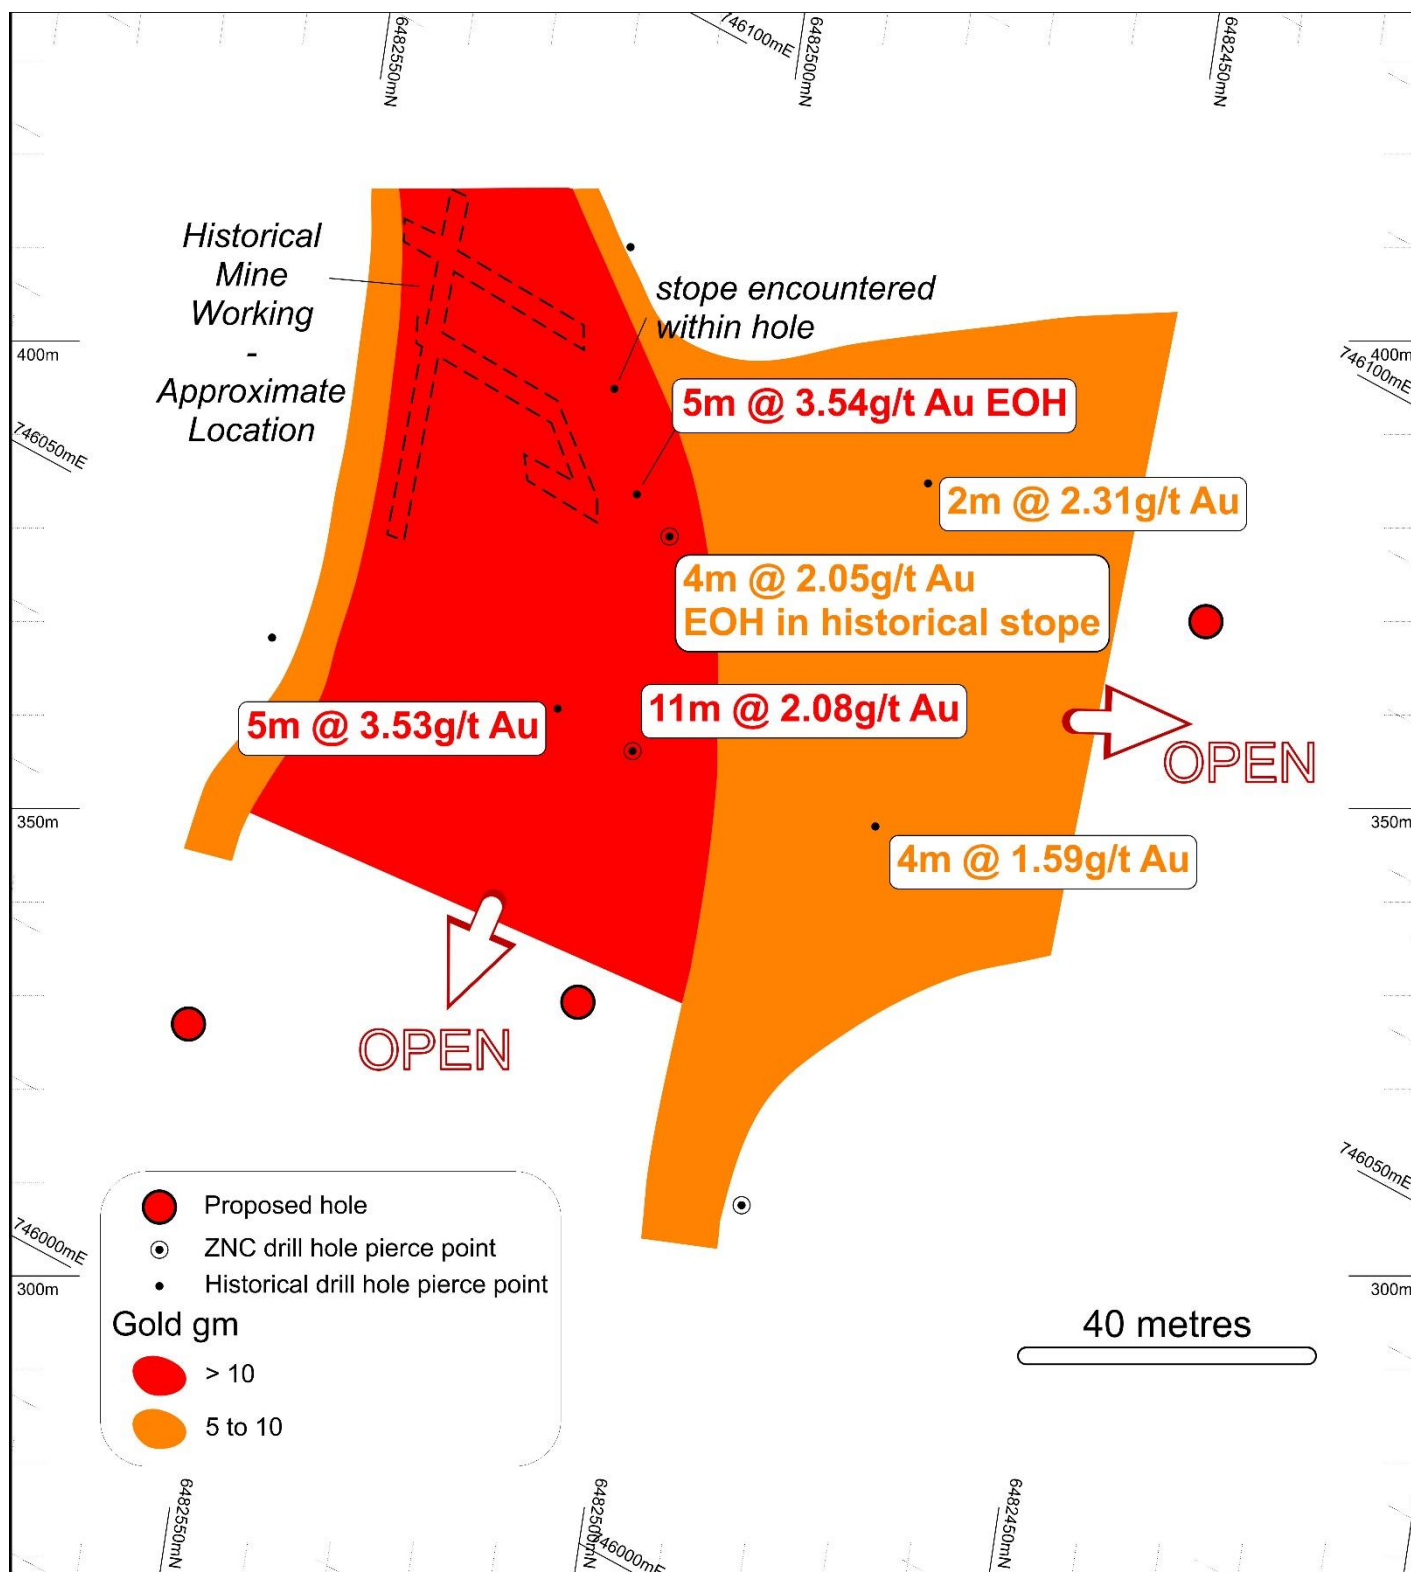 6482550mN
746100mE
6482500mN
6482450mN
Historical
Mine
Working
-
Approximate
Location
stope encountered
within hole
400m
400m
746100mE
5m @ 3.54g/t Au EOH
746050mE
2m @ 2.31g/t Au
4m @ 2.05g/t Au
EOH in historical stope
5m @ 3.53g/t Au
11m @ 2.08g/t Au
OPEN
350m
350m
4m @ 1.59g/t Au
OPEN
746050mE
Proposed hole
ZNC drill hole pierce point
Historical drill hole pierce point
746000mE
300m
300m
Gold gm
> 10
5 to 10
40 metres
6482550mN
6482500mN
746000mE
6482450mN